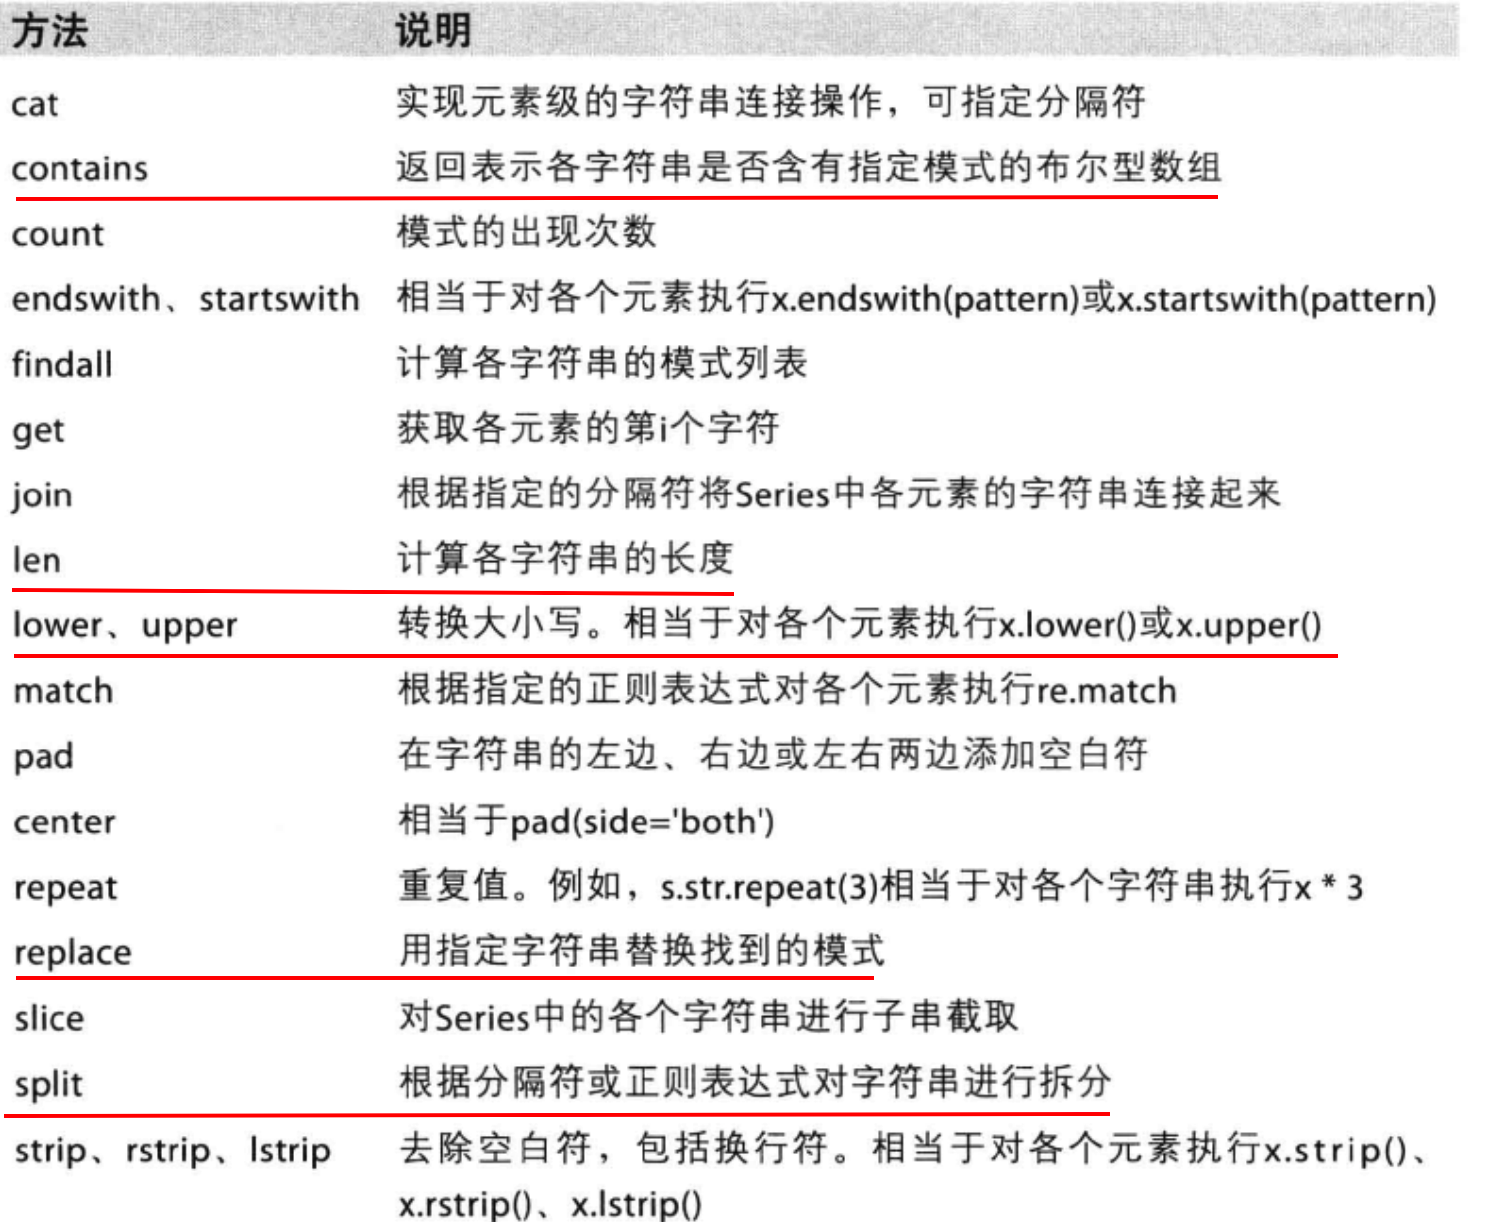 方法 说明
cat 实现元素级的字符串连接操作，可指定分隔符
contains 返回表示各字符串是否含有指定模式的布尔型数组
count 模式的出现次数
endswith、startswith 相当于对各个元素执行x.endswith(pattern)或x.startswith(pattern)
findall 计算各字符串的模式列表
get 获取各元素的第i个字符
join 根据指定的分隔符将Series中各元素的字符串连接起来
len 计算各字符串的长度
lower、upper 转换大小写。相当于对各个元素执行x.lower()或x.upper()
match 根据指定的正则表达式对各个元素执行re.match
pad 在字符串的左边、右边或左右两边添加空白符
center 相当于pad(side='both')
repeat 重复值。例如，s.str.repeat(3)相当于对各个字符串执行x * 3
replace 用指定字符串替换找到的模式
slice 对Series中的各个字符串进行子串截取
split 根据分隔符或正则表达式对字符串进行拆分
strip、rstrip、lstrip 去除空白符，包括换行符。相当于对各个元素执行x.strip()、
x.rstrip()、x.lstrip()